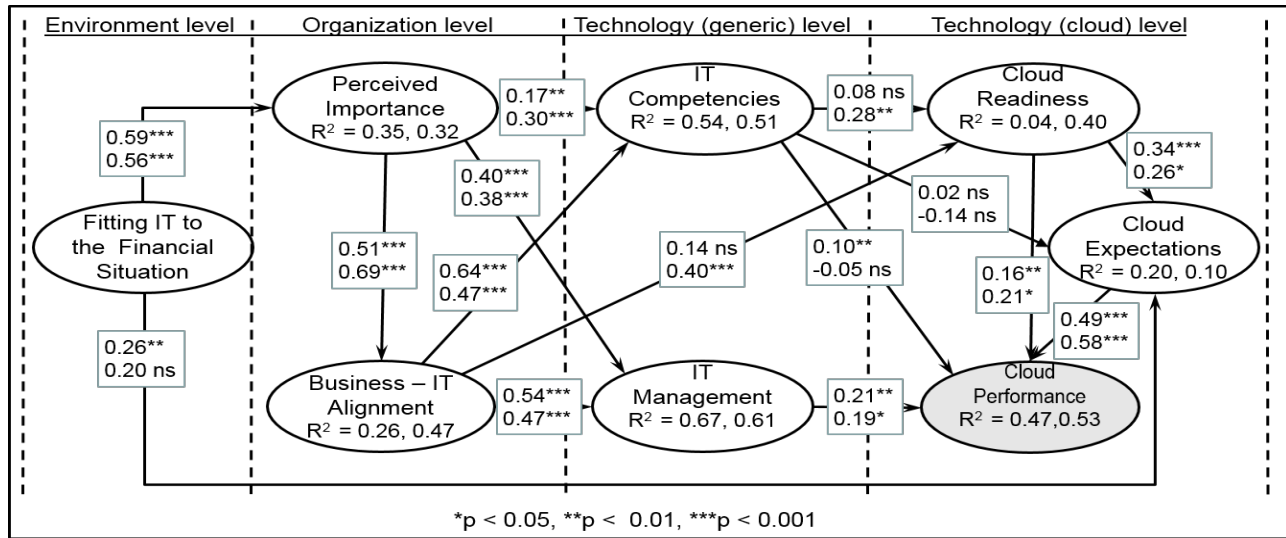 Environment level
Organization level
Technology (generic) level
Technology (cloud) level
Perceived
Importance
R² = 0.35, 0.32
0.17**
0.30***
IT
Competencies
R² = 0.54, 0.51
0.08 ns
0.28**
Cloud
Readiness
R² = 0.04, 0.40
0.59***
0.56***
0.40***
0.38***
0.34***
0.26*
0.02 ns
-0.14 ns
Fitting IT to
the Financial
Situation
0.51***
0.69***
0.64***
0.47***
0.14 ns
0.40***
0.10**
-0.05 ns
0.16**
0.21*
Cloud
Expectations
R² = 0.20, 0.10
0.49***
0.58***
0.26**
0.20 ns
Business – IT
Alignment
R² = 0.26, 0.47
0.54***
0.47***
IT
Management
R² = 0.67, 0.61
0.21**
0.19*
Cloud
Performance
R² = 0.47,0.53
*p < 0.05, **p < 0.01, ***p < 0.001